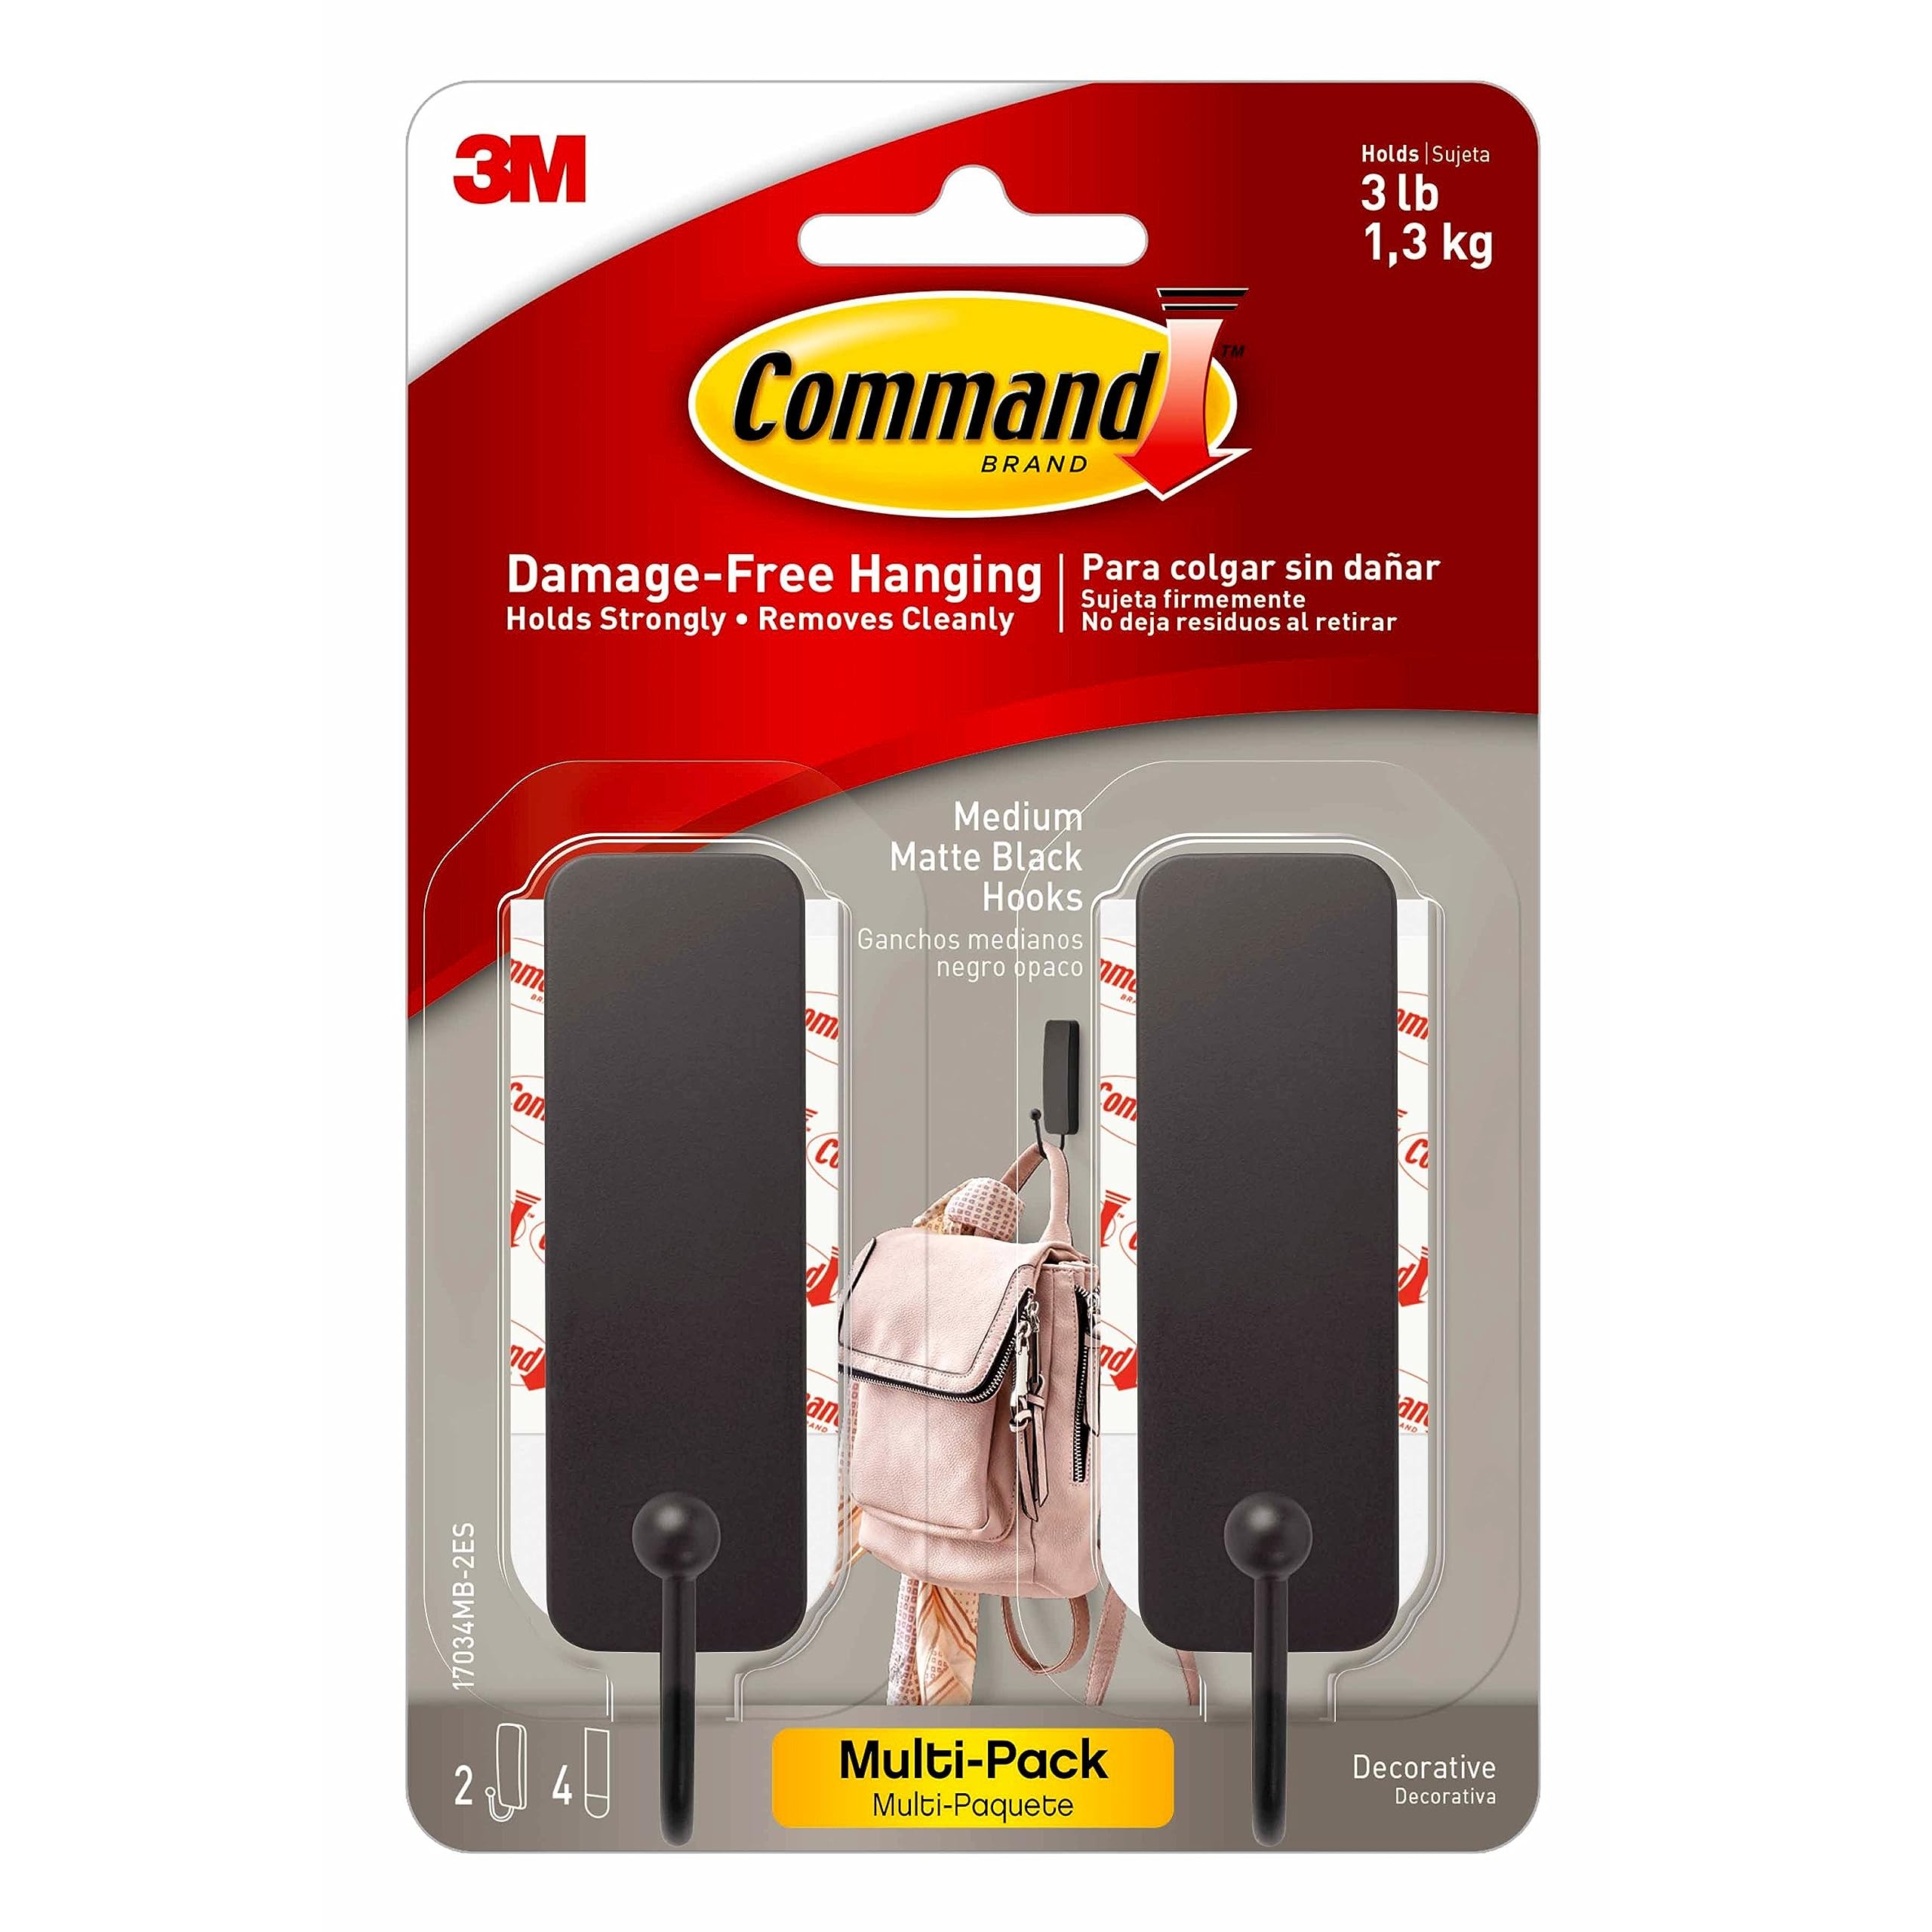 3M
Holds | Sujeta
3 lb
1,3 kg
Command™
BRAND
Damage-Free Hanging
Holds Strongly • Removes Cleanly
Para colgar sin dañar
Sujeta firmemente
No deja residuos al retirar
Medium
Matte Black
Hooks
Ganchos medianos
negro opaco
17034MB-2ES
2 4
Multi-Pack
Multi-Paquete
Decorative
Decorativa